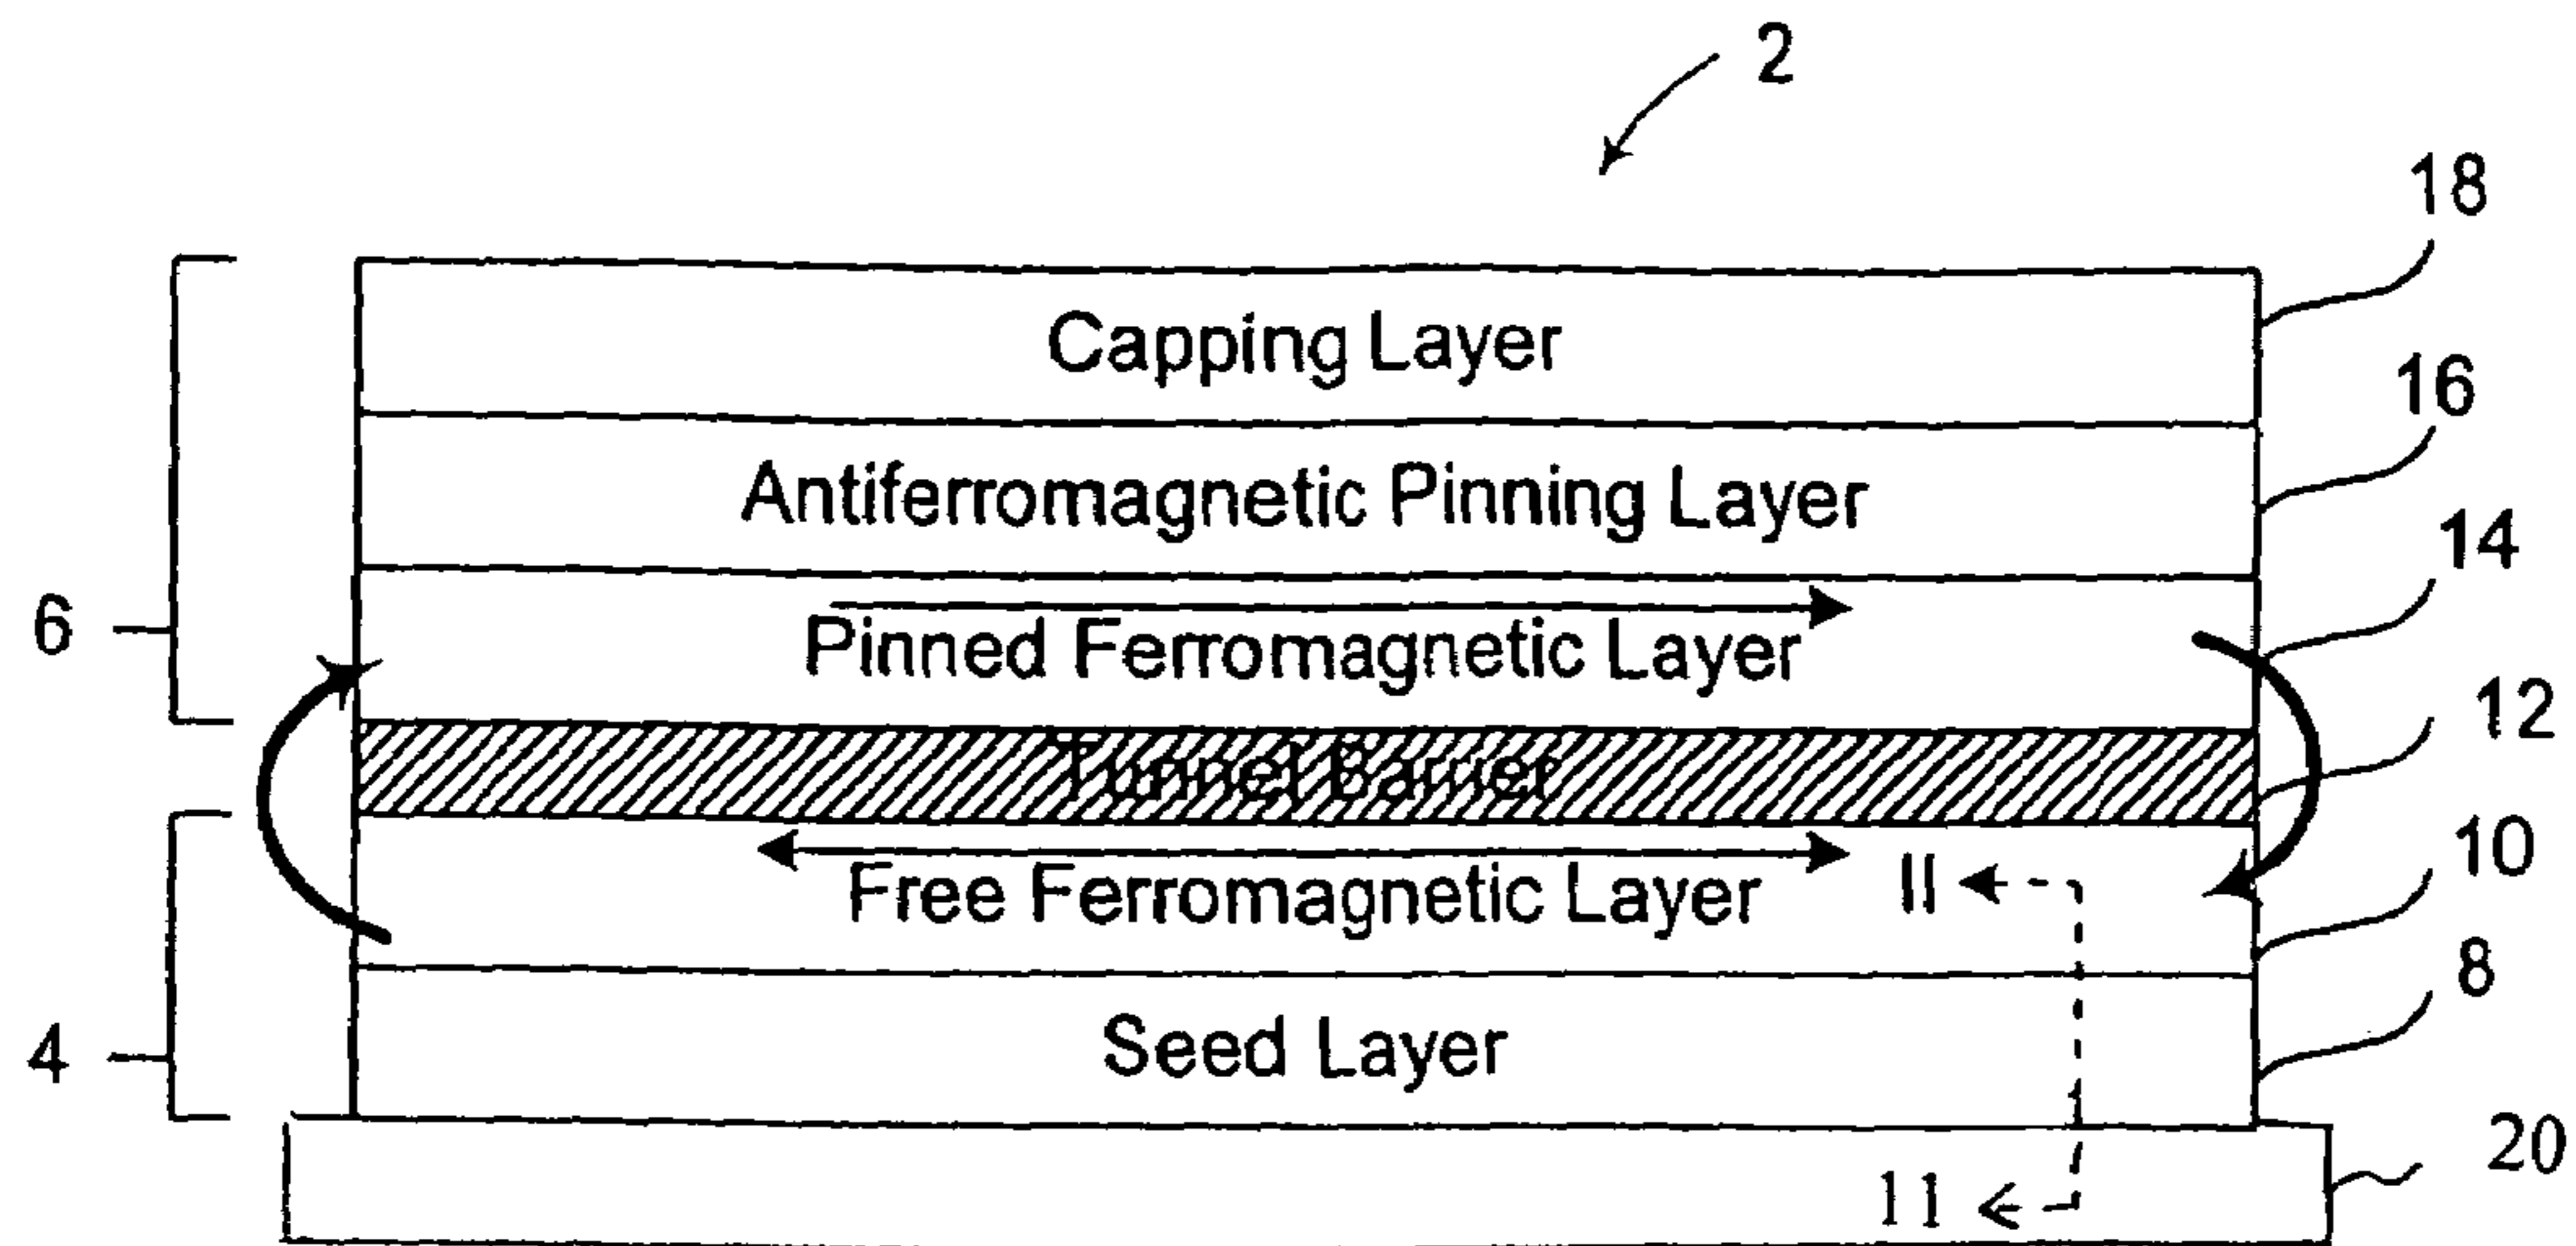 2
18
Capping Layer
16
Antiferromagnetic Pinning Layer
14
6
Pinned Ferromagnetic Layer
12
Tunnel Barrier
10
Free Ferromagnetic Layer
II
8
4
Seed Layer
20
11